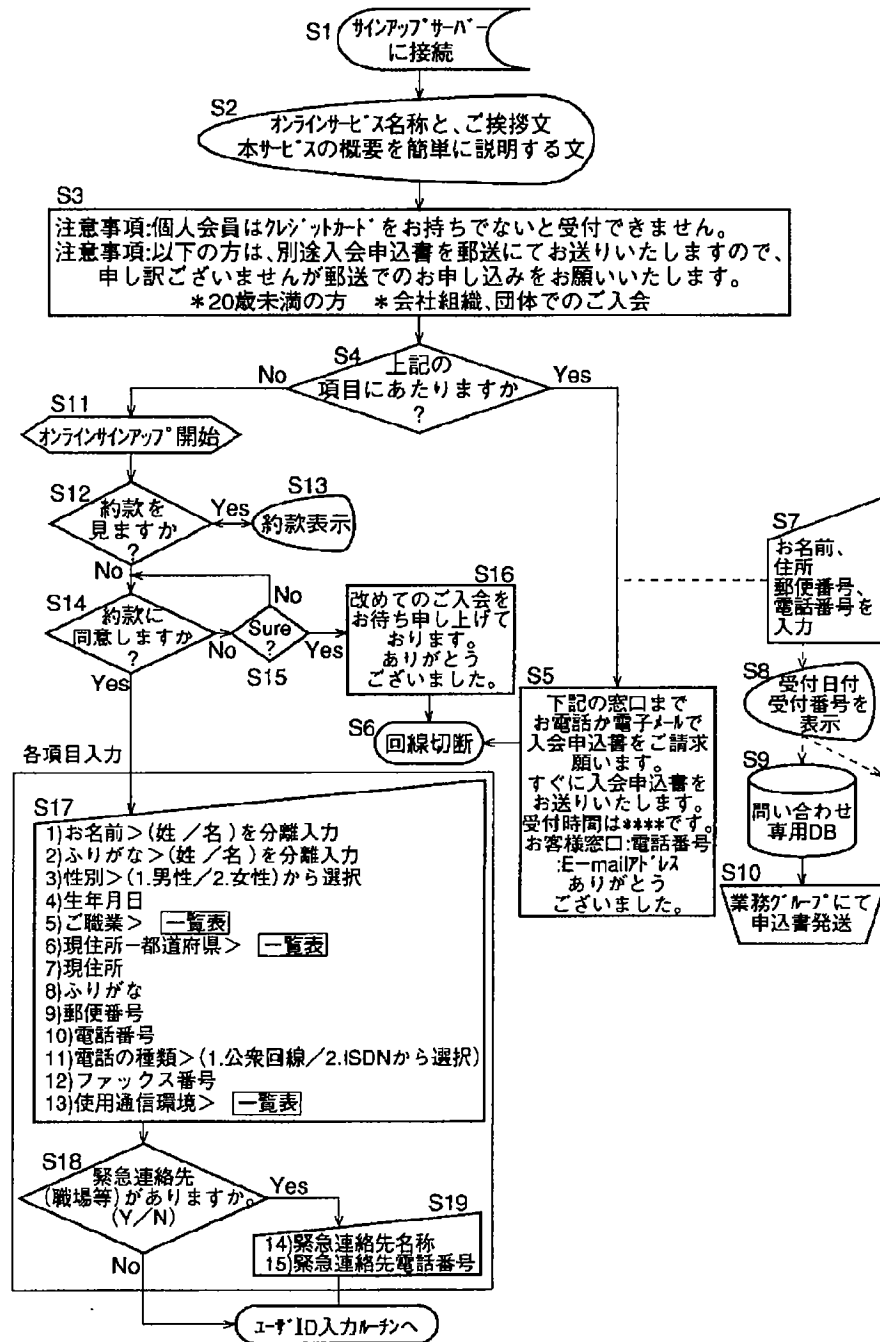 S1
サインアップサーバー
に接続
S2
オンラインサービス名称と、ご挨拶文
本サービスの概要を簡単に説明する文
S3
注意事項:個人会員はクレジットカードをお持ちでないと受付できません。
注意事項:以下の方は、別途入会申込書を郵送にてお送りいたしますので、
申し訳ございませんが郵送でのお申し込みをお願いいたします。
*20歳未満の方 *会社組織、団体でのご入会
S4
上記の
項目にあたりますか
?
No
Yes
S11
オンラインサインアップ開始
S12
約款を
見ますか
?
Yes
S13
約款表示
No
S14
約款に
同意しますか
?
No
Yes
No
Sure
?
S15
Yes
S16
改めてのご入会を
お待ち申し上げて
おります。
ありがとう
ございました。
S6
回線切断
S5
下記の窓口まで
お電話か電子メールで
入会申込書をご請求
願います。
すぐに入会申込書を
お送りいたします。
受付時間は****です。
お客様窓口:電話番号
:E-mailアドレス
ありがとう
ございました。
S7
お名前、
住所
郵便番号、
電話番号を
入力
S8
受付日付
受付番号を
表示
S9
問い合わせ
専用DB
S10
業務グループにて
申込書発送
各項目入力
S17
1)お名前>(姓/名)を分離入力
2)ふりがな>(姓/名)を分離入力
3)性別>(1.男性/2.女性)から選択
4)生年月日
5)ご職業> 一覧表
6)現住所-都道府県> 一覧表
7)現住所
8)ふりがな
9)郵便番号
10)電話番号
11)電話の種類>(1.公衆回線/2.ISDNから選択)
12)ファックス番号
13)使用通信環境> 一覧表
S18
緊急連絡先
(職場等)がありますか。
(Y/N)
Yes
No
S19
14)緊急連絡先名称
15)緊急連絡先電話番号
ユーザID入力ルーチンへ